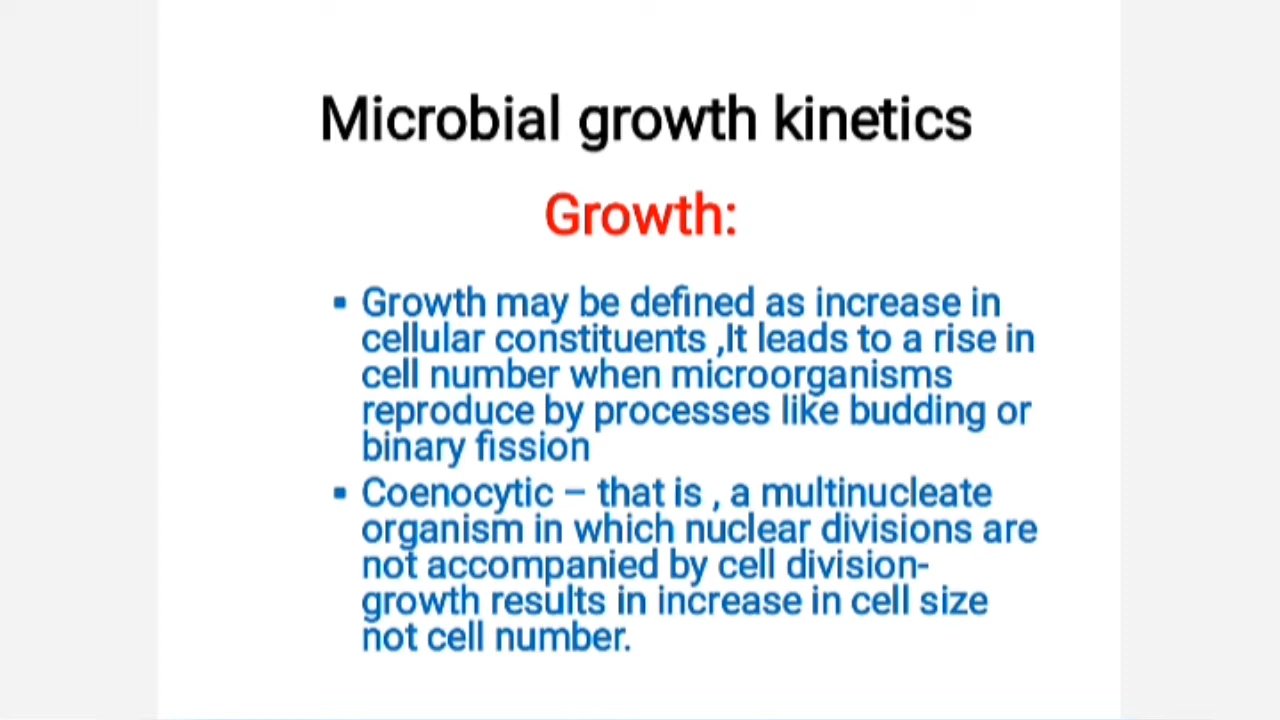 Microbial growth kinetics
Growth:
▪ Growth may be defined as increase in
cellular constituents ,It leads to a rise in
cell number when microorganisms
reproduce by processes like budding or
binary fission
▪ Coenocytic – that is , a multinucleate
organism in which nuclear divisions are
not accompanied by cell division-
growth results in increase in cell size
not cell number.